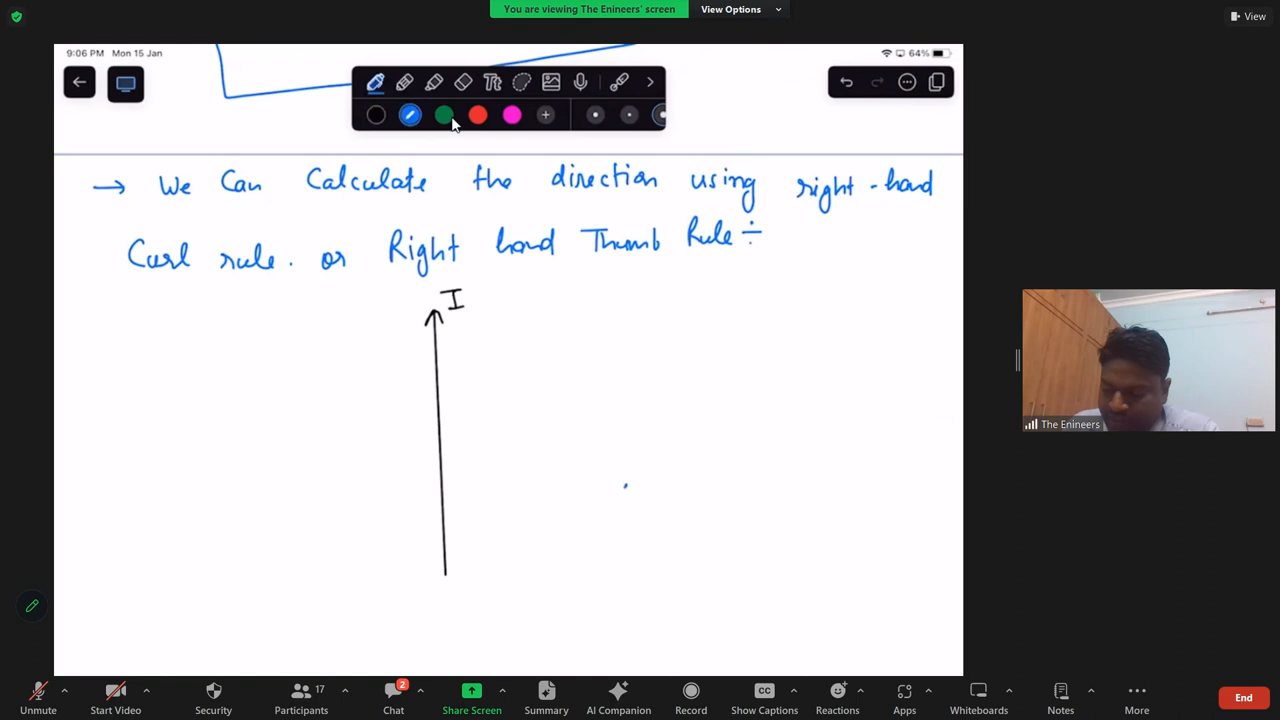 You are viewing The Enineers' screen
View Options
View
9:06 PM Mon 15 Jan
64%
Tt
→ We Can Calculate the direction using right-hand
Curl rule. or Right hand Thumb Rule ÷
I
The Enineers
Unmute
Start Video
Security
17
Participants
2
Chat
Share Screen
Summary
AI Companion
Record
CC
Show Captions
Reactions
Apps
Whiteboards
Notes
More
End